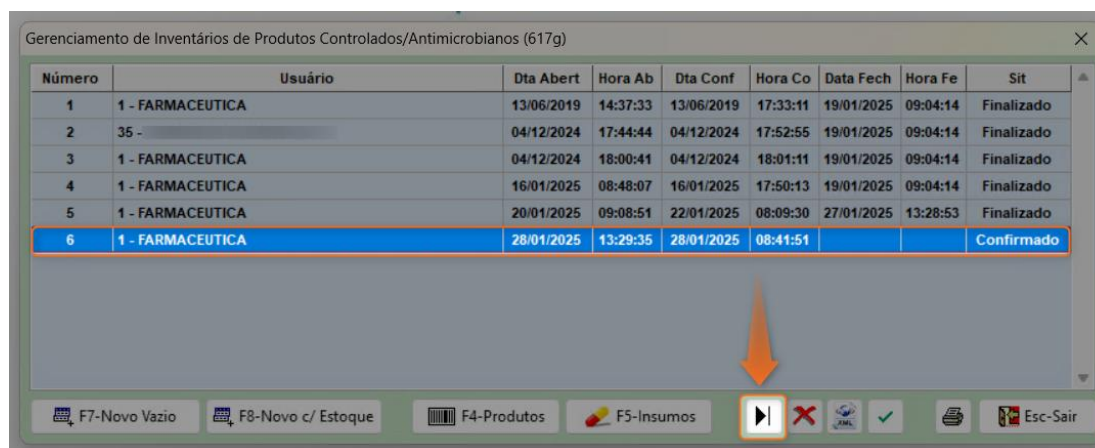 Gerenciamento de Inventários de Produtos Controlados/Antimicrobianos (617g)
Número Usuário Dta Abert Hora Ab Dta Conf Hora Co Data Fech Hora Fe Sit
1 1 - FARMACEUTICA 13/06/2019 14:37:33 13/06/2019 17:33:11 19/01/2025 09:04:14 Finalizado
2 35 - 04/12/2024 17:44:44 04/12/2024 17:52:55 19/01/2025 09:04:14 Finalizado
3 1 - FARMACEUTICA 04/12/2024 18:00:41 04/12/2024 18:01:11 19/01/2025 09:04:14 Finalizado
4 1 - FARMACEUTICA 16/01/2025 08:48:07 16/01/2025 17:50:13 19/01/2025 09:04:14 Finalizado
5 1 - FARMACEUTICA 20/01/2025 09:08:51 22/01/2025 08:09:30 27/01/2025 13:28:53 Finalizado
6 1 - FARMACEUTICA 28/01/2025 13:29:35 28/01/2025 08:41:51 Confirmado
F7-Novo Vazio F8-Novo c/ Estoque F4-Produtos F5-Insumos XML Esc-Sair